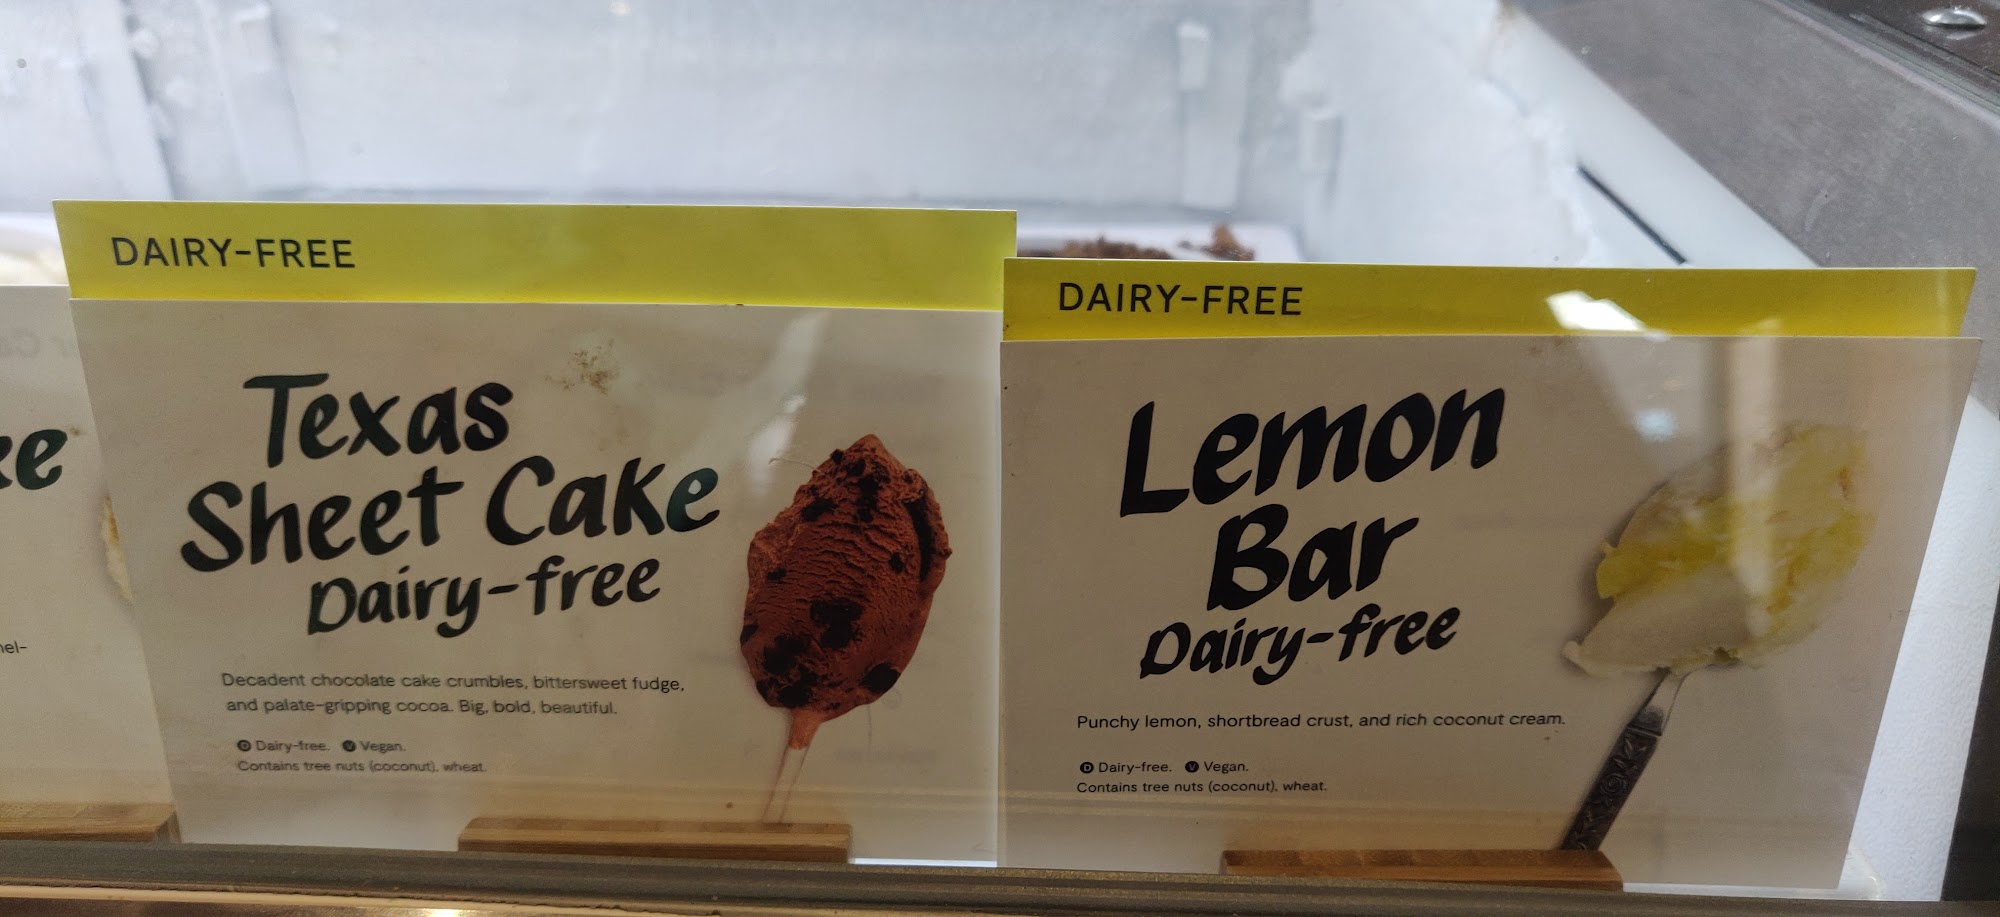 DAIRY-FREE
Texas
Sheet Cake
Dairy-free
Decadent chocolate cake crumbles, bittersweet fudge,
and palate-gripping cocoa. Big, bold, beautiful.
D Dairy-free. V Vegan.
Contains tree nuts (coconut), wheat.
DAIRY-FREE
Lemon
Bar
Dairy-free
Punchy lemon, shortbread crust, and rich coconut cream.
D Dairy-free. V Vegan.
Contains tree nuts (coconut), wheat.